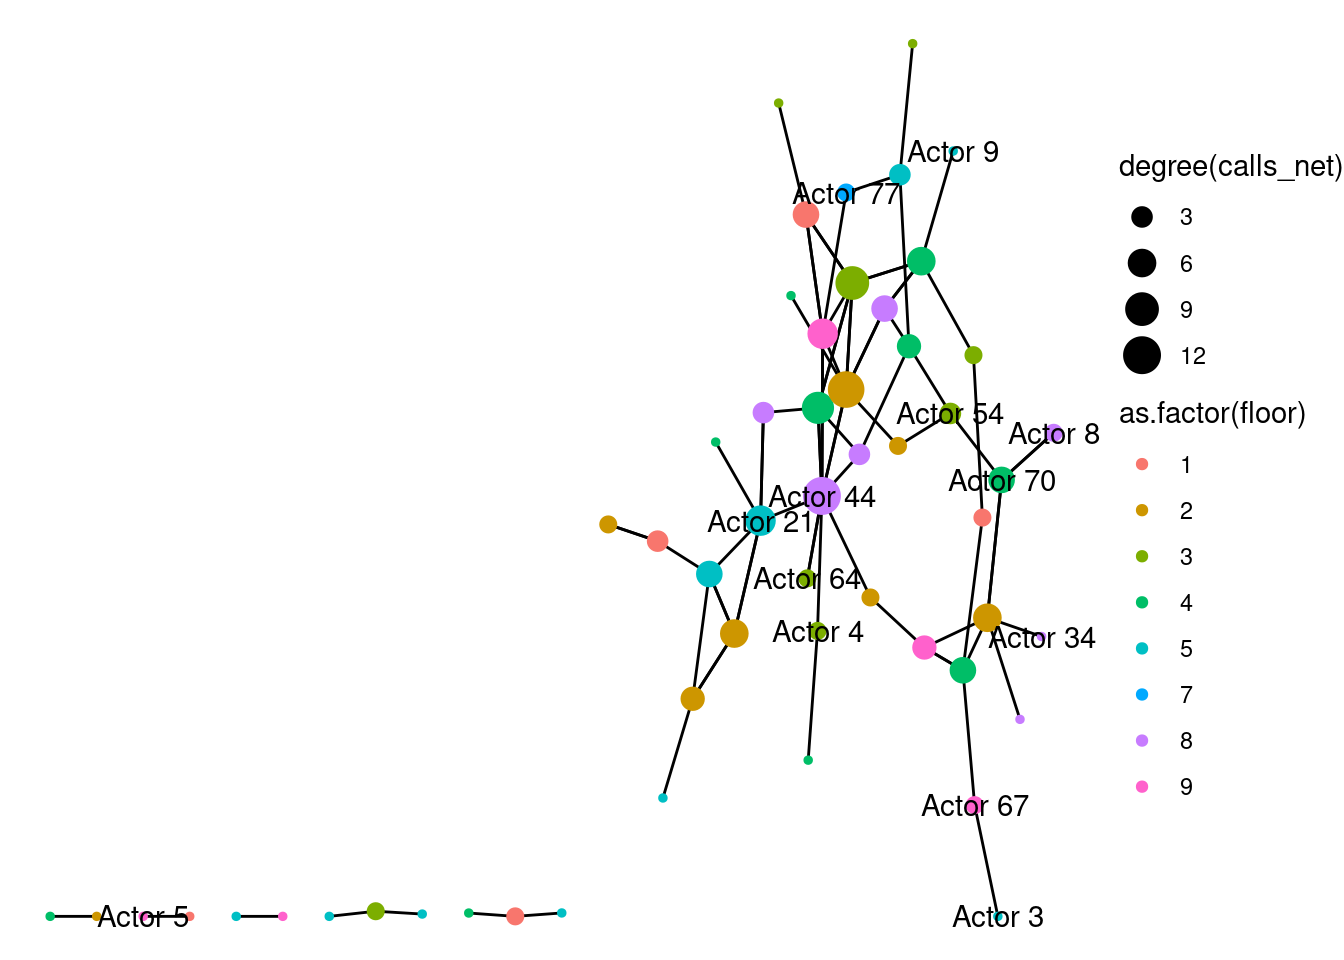 Actor 9
Actor 77
Actor 54
Actor 8
Actor 70
Actor 44
Actor 21
Actor 64
Actor 4
Actor 34
Actor 67
Actor 5
Actor 3
degree(calls_net)
3
6
9
12
as.factor(floor)
1
2
3
4
5
7
8
9